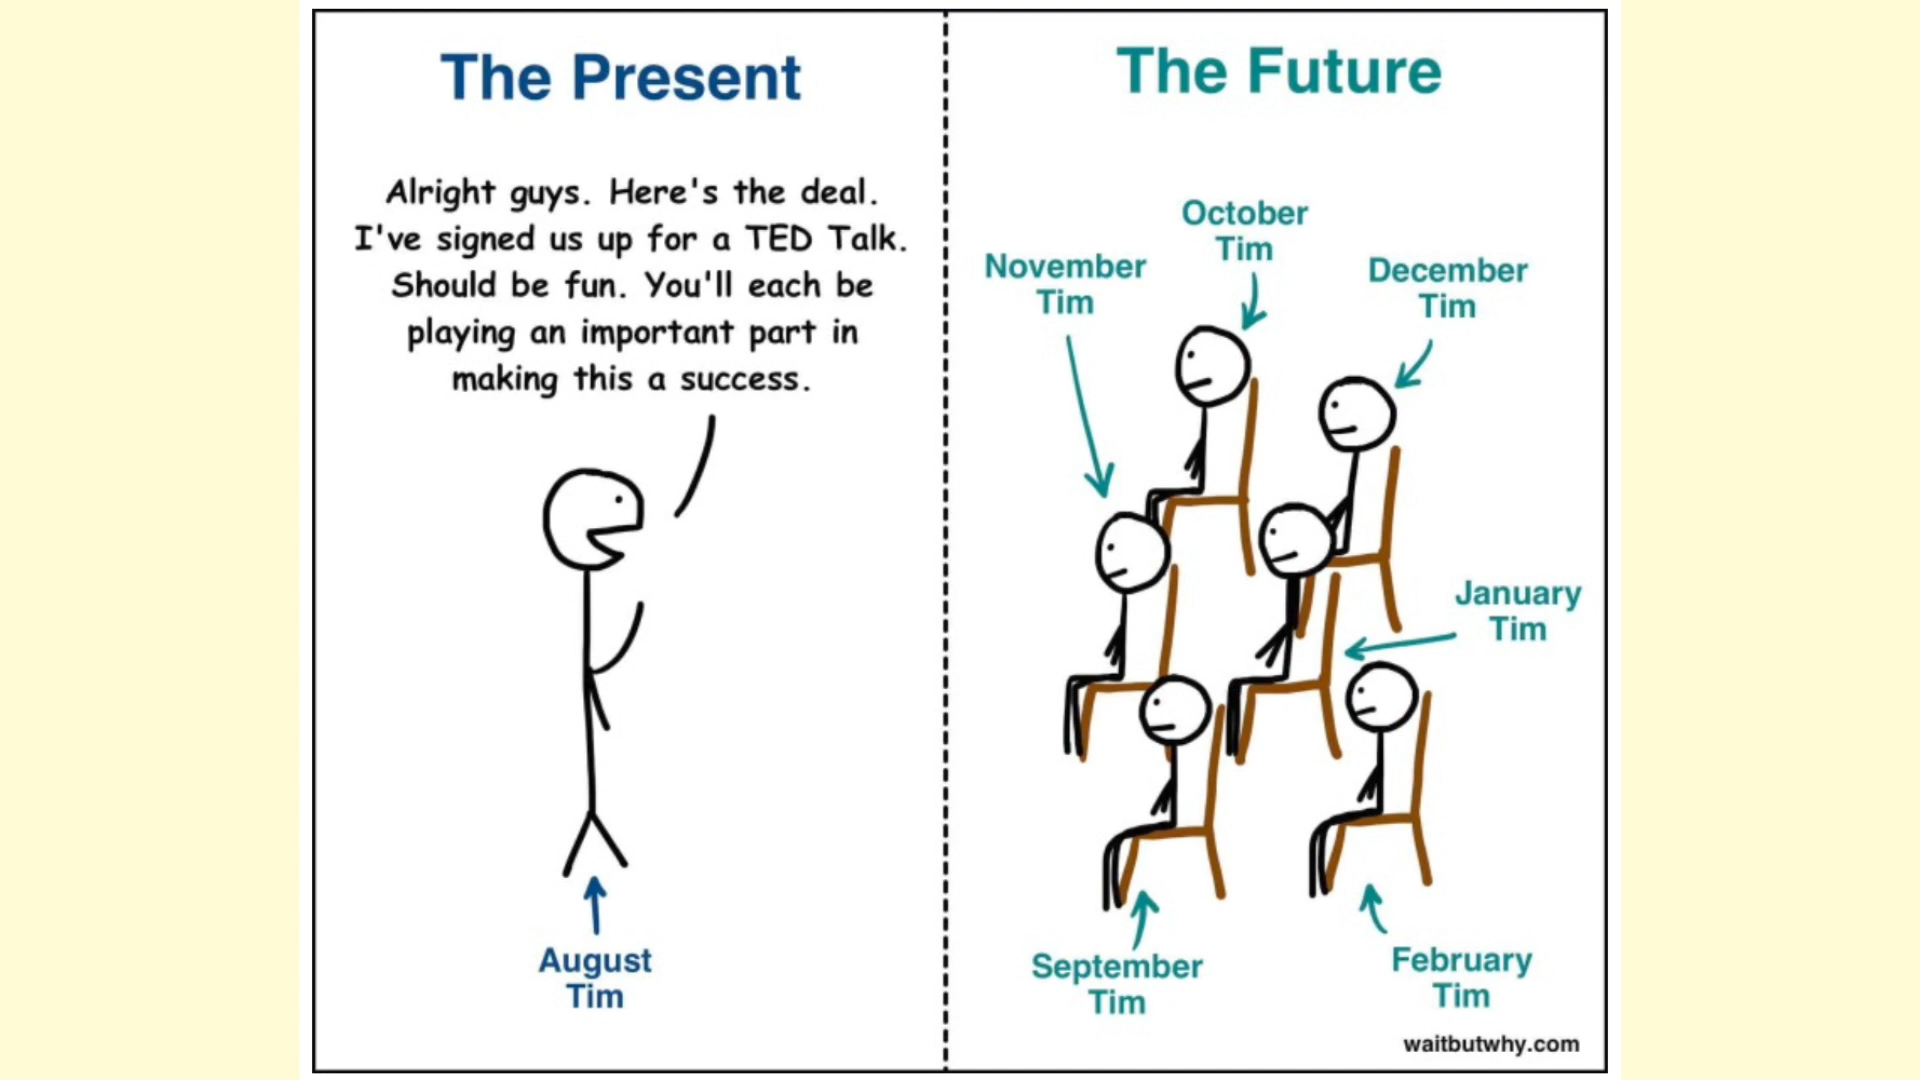 The Present
Alright guys. Here's the deal.
I've signed us up for a TED Talk.
Should be fun. You'll each be
playing an important part in
making this a success.
August
Tim
The Future
October
Tim
November
Tim
December
Tim
January
Tim
September
Tim
February
Tim
waitbutwhy.com